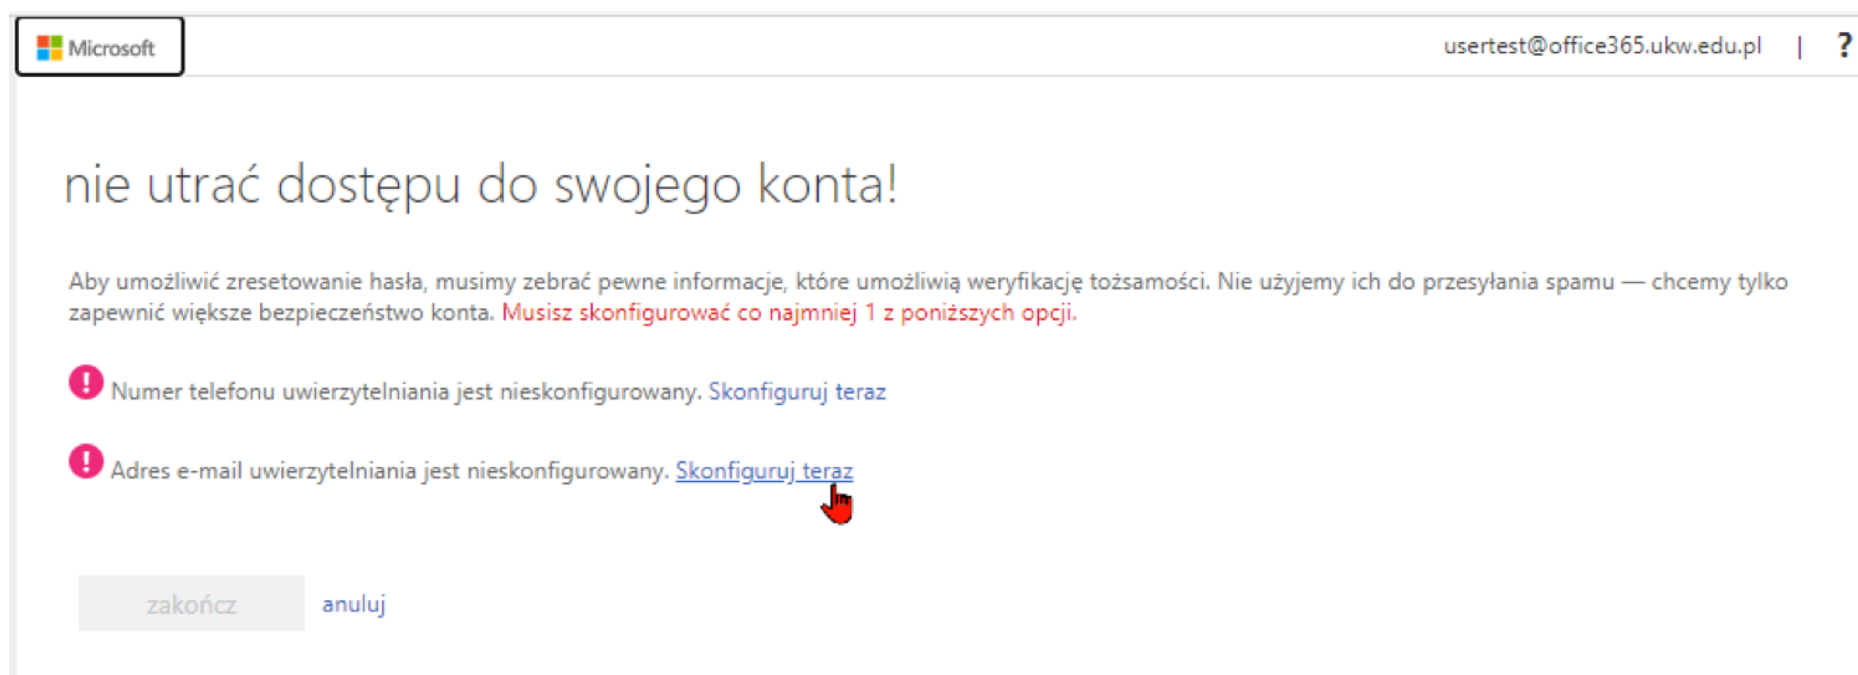 Microsoft
usertest@office365.ukw.edu.pl | ?
nie utrać dostępu do swojego konta!
Aby umożliwić zresetowanie hasła, musimy zebrać pewne informacje, które umożliwią weryfikację tożsamości. Nie użyjemy ich do przesyłania spamu — chcemy tylko
zapewnić większe bezpieczeństwo konta. Musisz skonfigurować co najmniej 1 z poniższych opcji.
! Numer telefonu uwierzytelniania jest nieskonfigurowany. Skonfiguruj teraz
! Adres e-mail uwierzytelniania jest nieskonfigurowany. Skonfiguruj teraz
zakończ anuluj